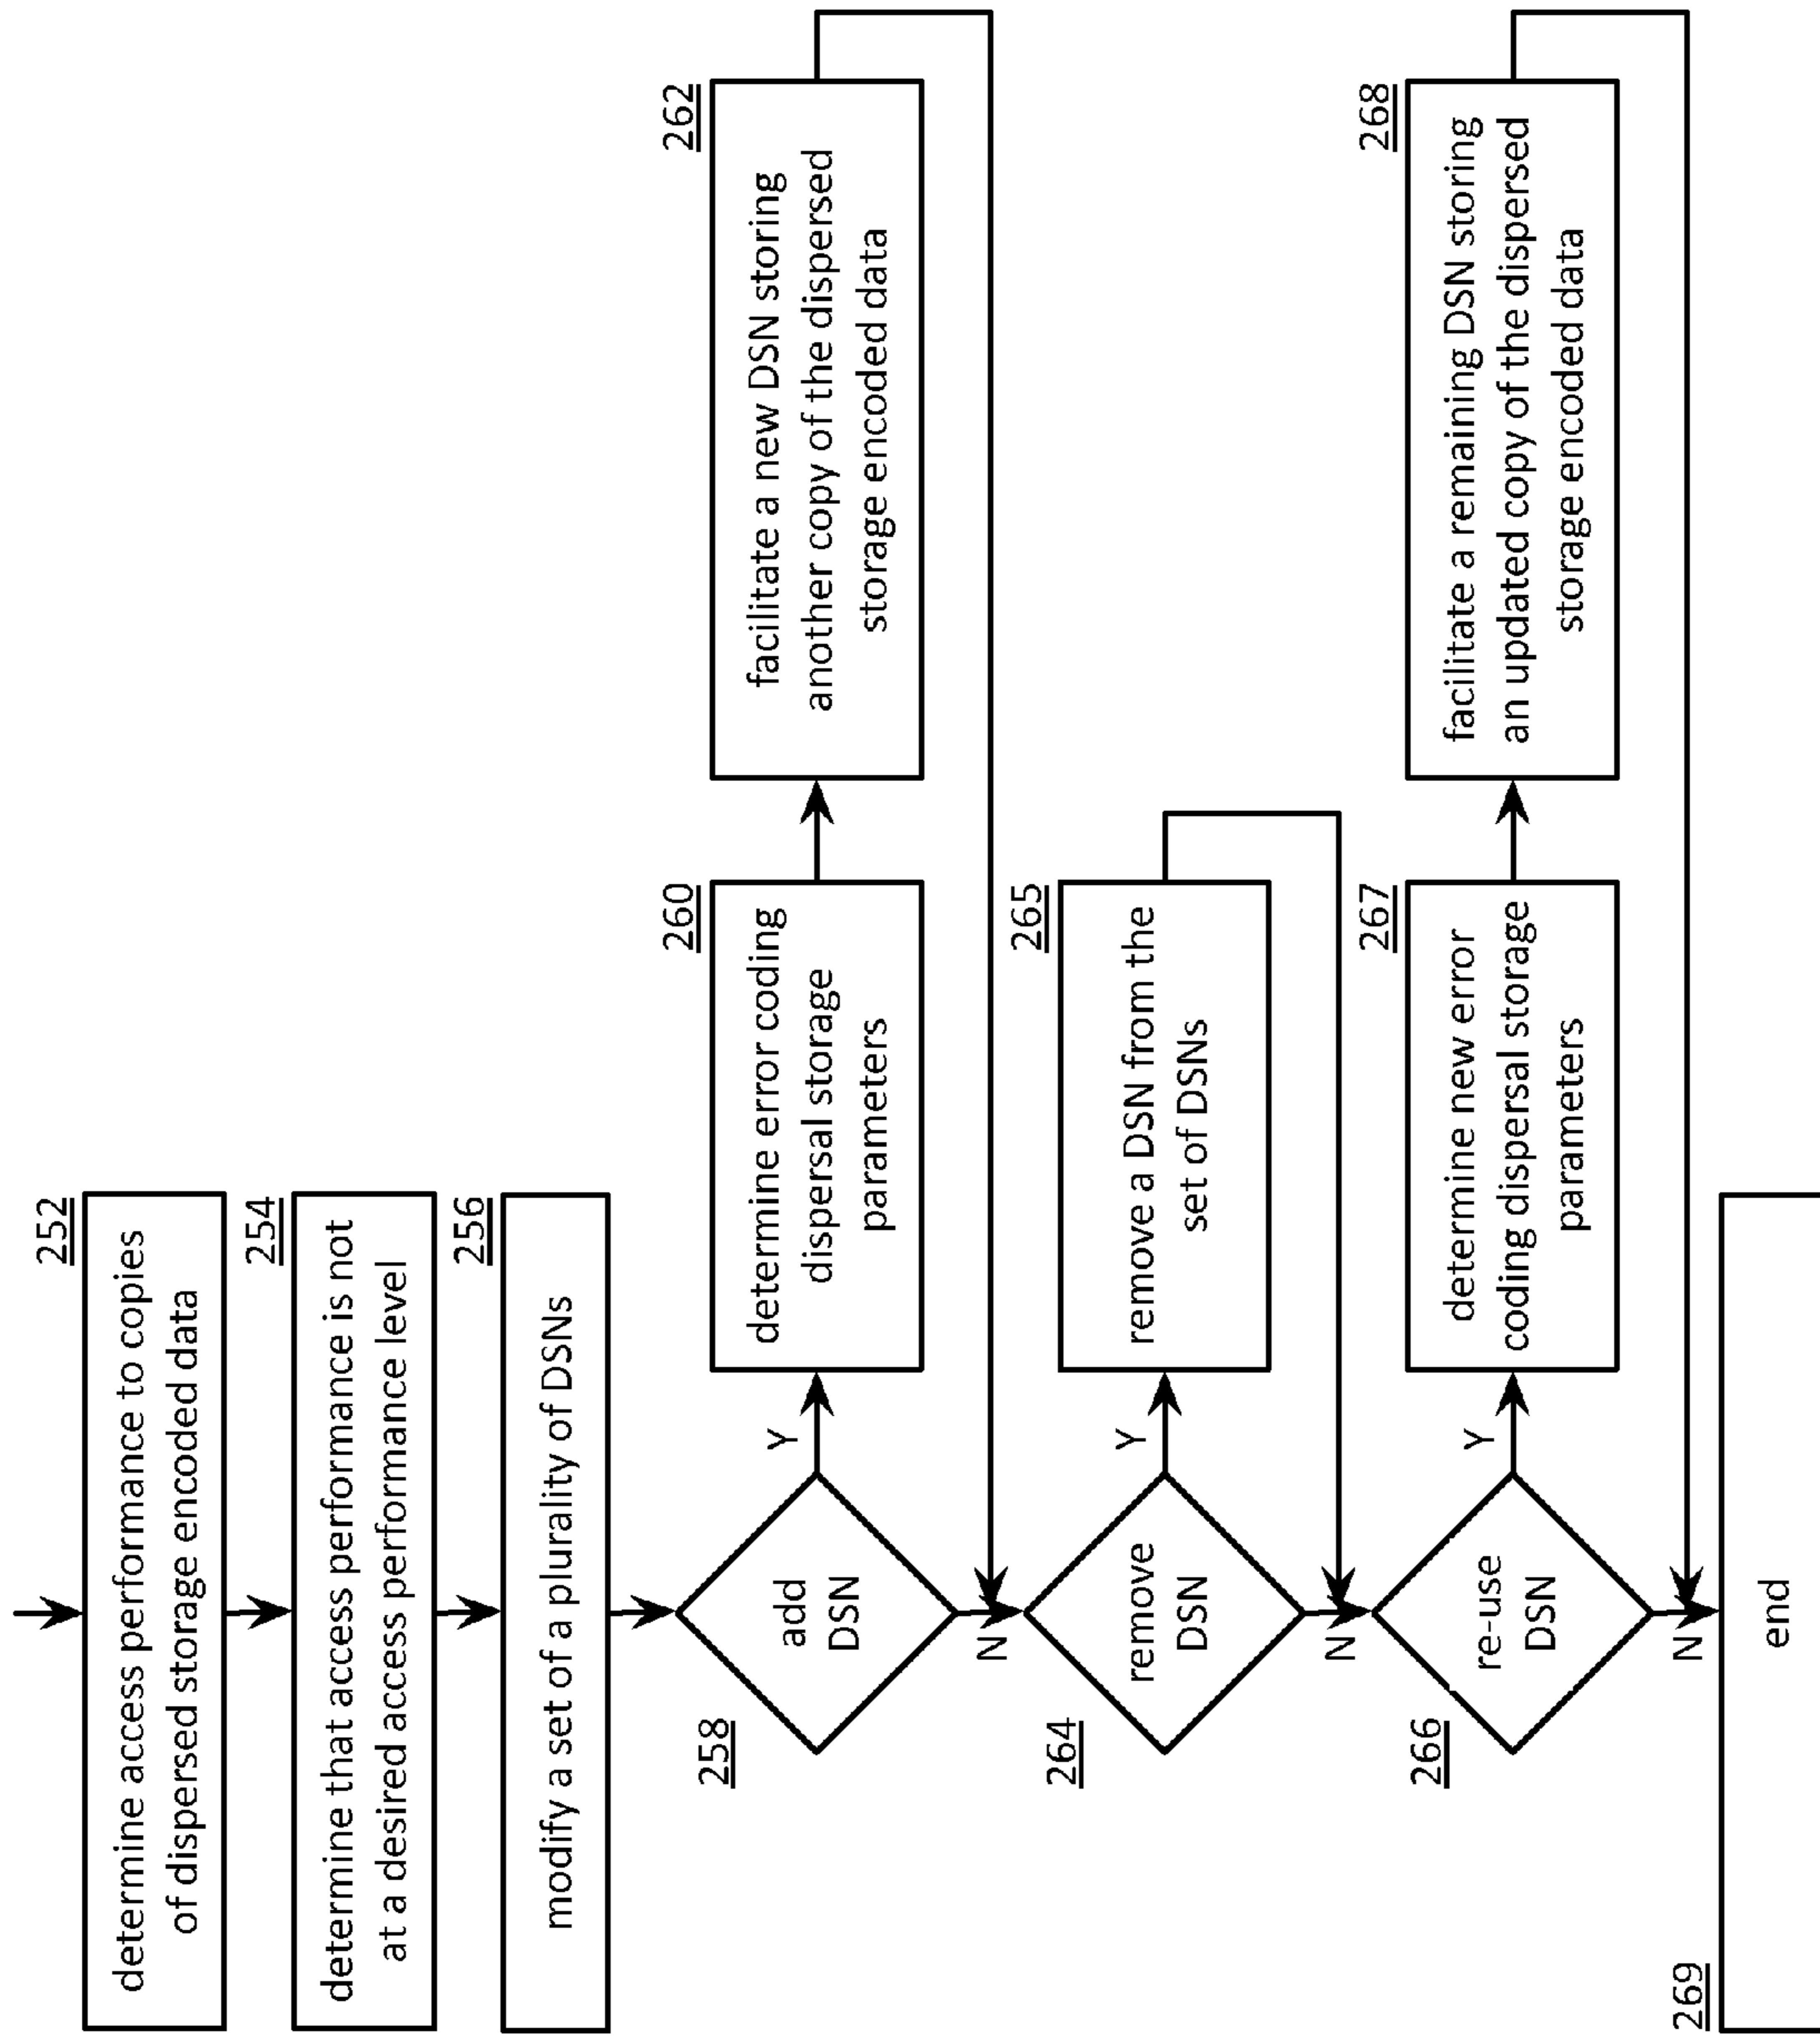 252
determine access performance to copies
of dispersed storage encoded data
254
determine that access performance is not
at a desired access performance level
256
modify a set of a plurality of DSNs
258
add
DSN
Y
N
260
determine error coding
dispersal storage
parameters
262
facilitate a new DSN storing
another copy of the dispersed
storage encoded data
264
remove
DSN
Y
N
265
remove a DSN from the
set of DSNs
266
re-use
DSN
Y
N
267
determine new error
coding dispersal storage
parameters
268
facilitate a remaining DSN storing
an updated copy of the dispersed
storage encoded data
269
end